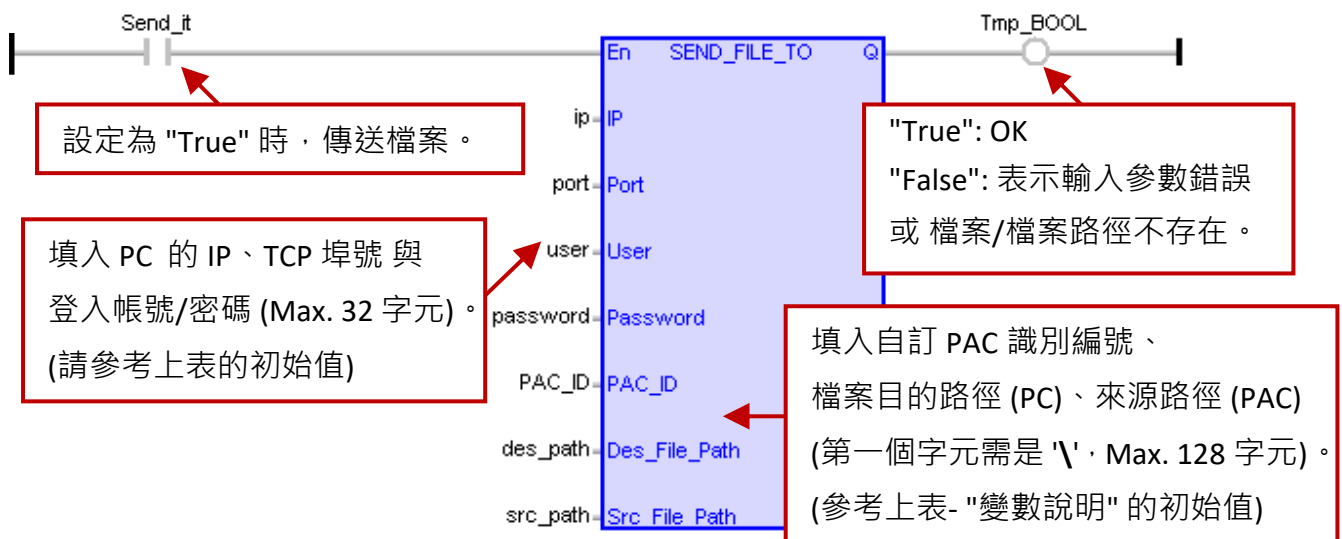 Send_it
Tmp_BOOL
En SEND_FILE_TO Q
設定為 "True" 時，傳送檔案。
"True": OK
"False": 表示輸入參數錯誤
或 檔案/檔案路徑不存在。
ip IP
port Port
user User
password Password
PAC_ID PAC_ID
des_path Des_File_Path
src_path Src_File_Path
填入 PC 的 IP、TCP 埠號 與
登入帳號/密碼 (Max. 32 字元)。
(請參考上表的初始值)
填入自訂 PAC 識別編號、
檔案目的路徑 (PC)、來源路徑 (PAC)
(第一個字元需是 '\'，Max. 128 字元)。
(參考上表- "變數說明" 的初始值)